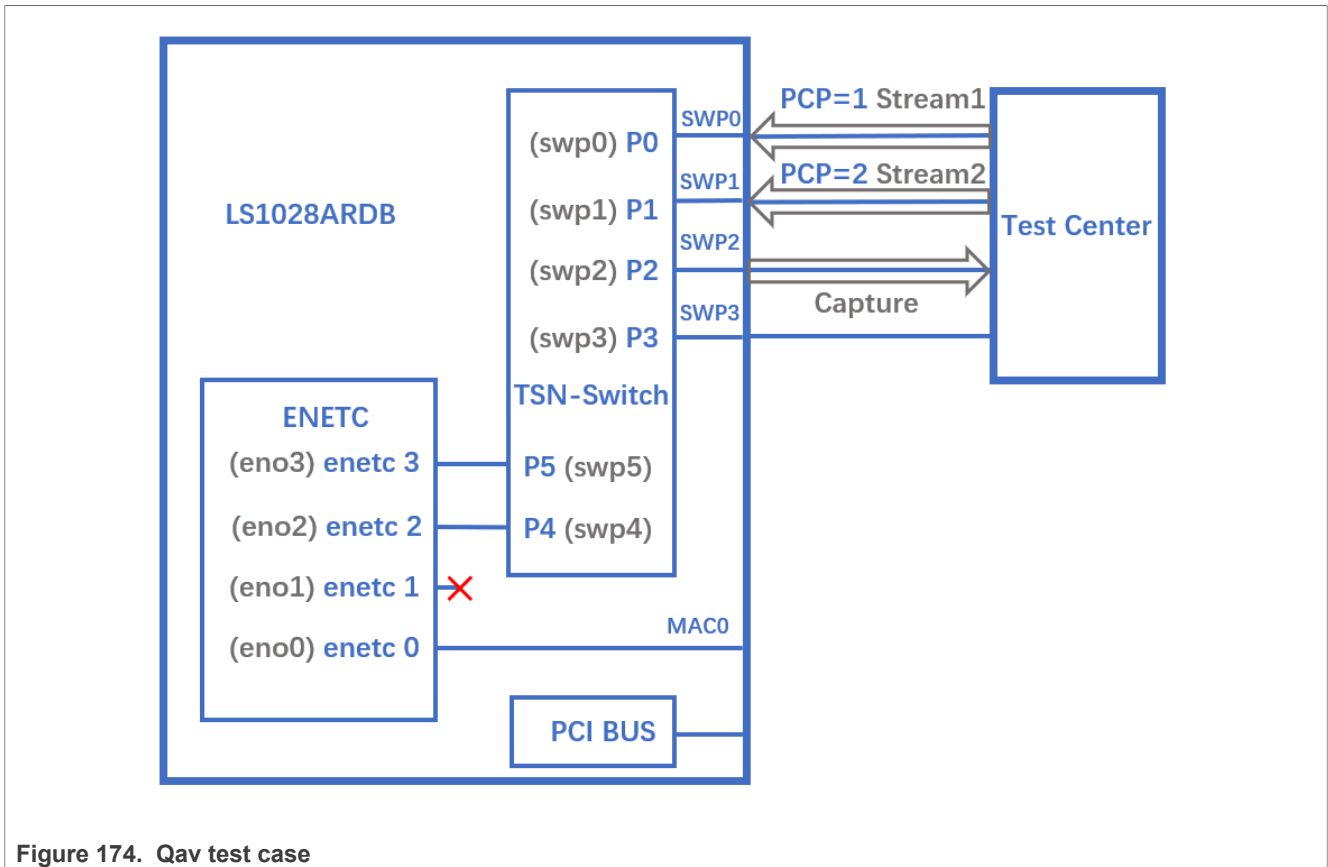 SWP0
PCP=1 Stream1
(swp0) P0
SWP1
PCP=2 Stream2
(swp1) P1
LS1028ARDB
Test Center
SWP2
(swp2) P2
Capture
SWP3
(swp3) P3
TSN-Switch
ENETC
(eno3) enetc 3
P5 (swp5)
(eno2) enetc 2
P4 (swp4)
(eno1) enetc 1
MAC0
(eno0) enetc 0
PCI BUS
Figure 174. Qav test case